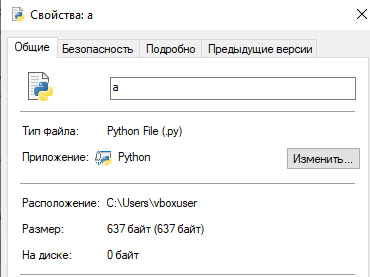 Свойства: a
Общие Безопасность Подробно Предыдущие версии
a
Тип файла: Python File (.py)
Приложение: Python Изменить...
Расположение: C:\Users\vboxuser
Размер: 637 байт (637 байт)
На диске: 0 байт